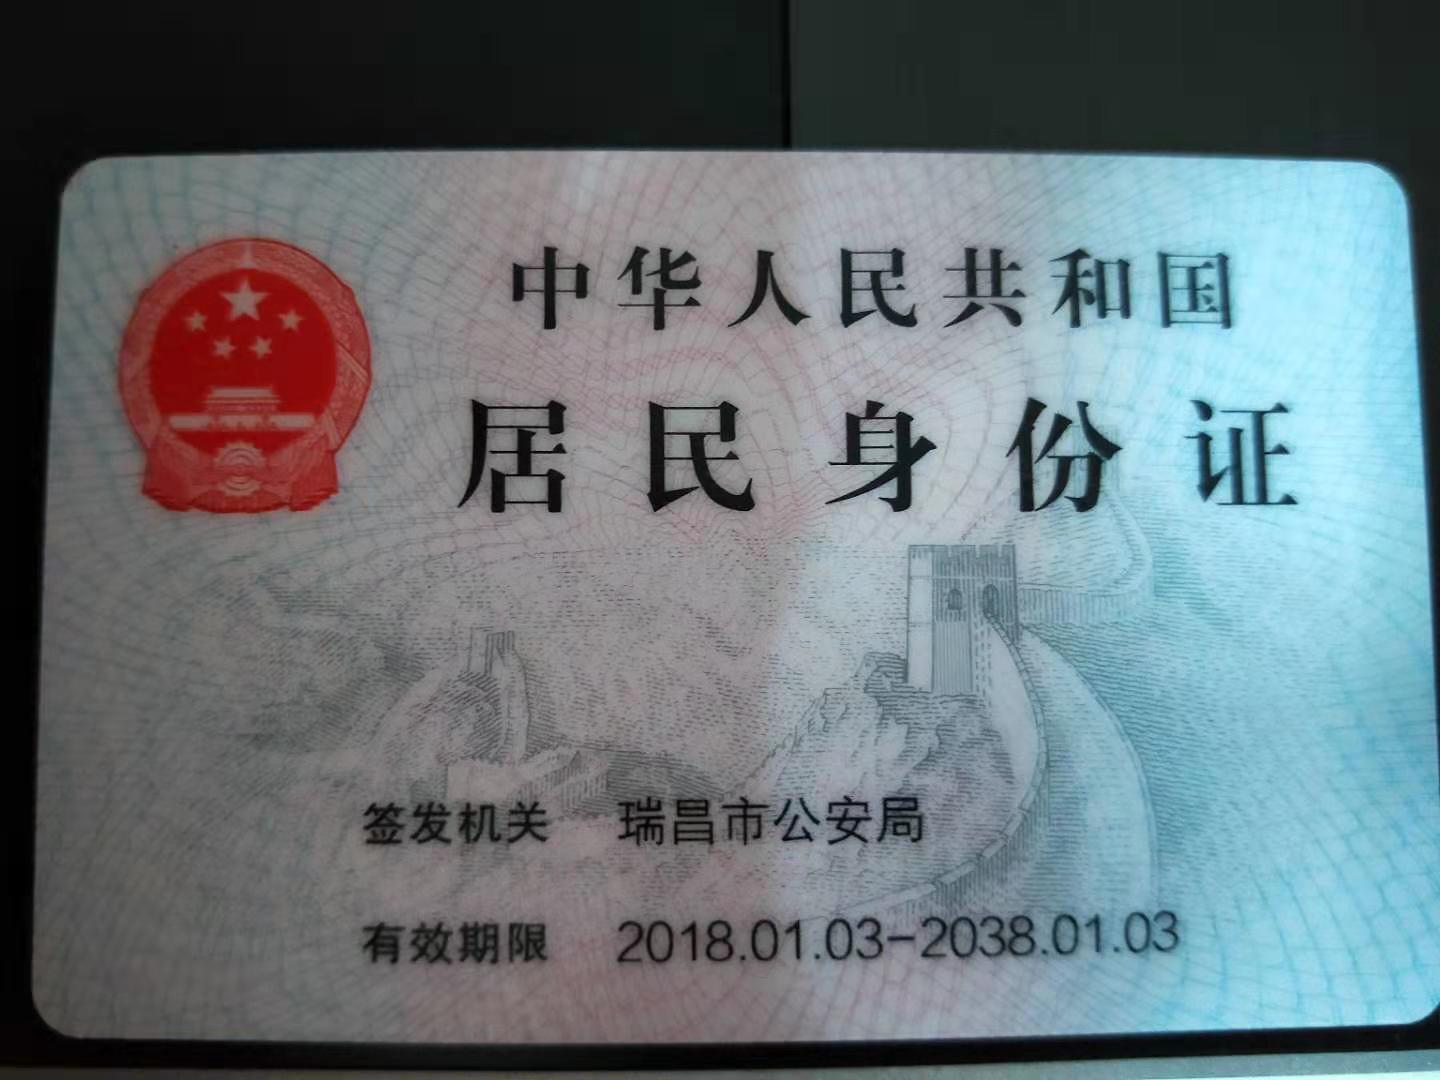 中华人民共和国
居民身份证
签发机关 瑞昌市公安局
有效期限 2018.01.03-2038.01.03